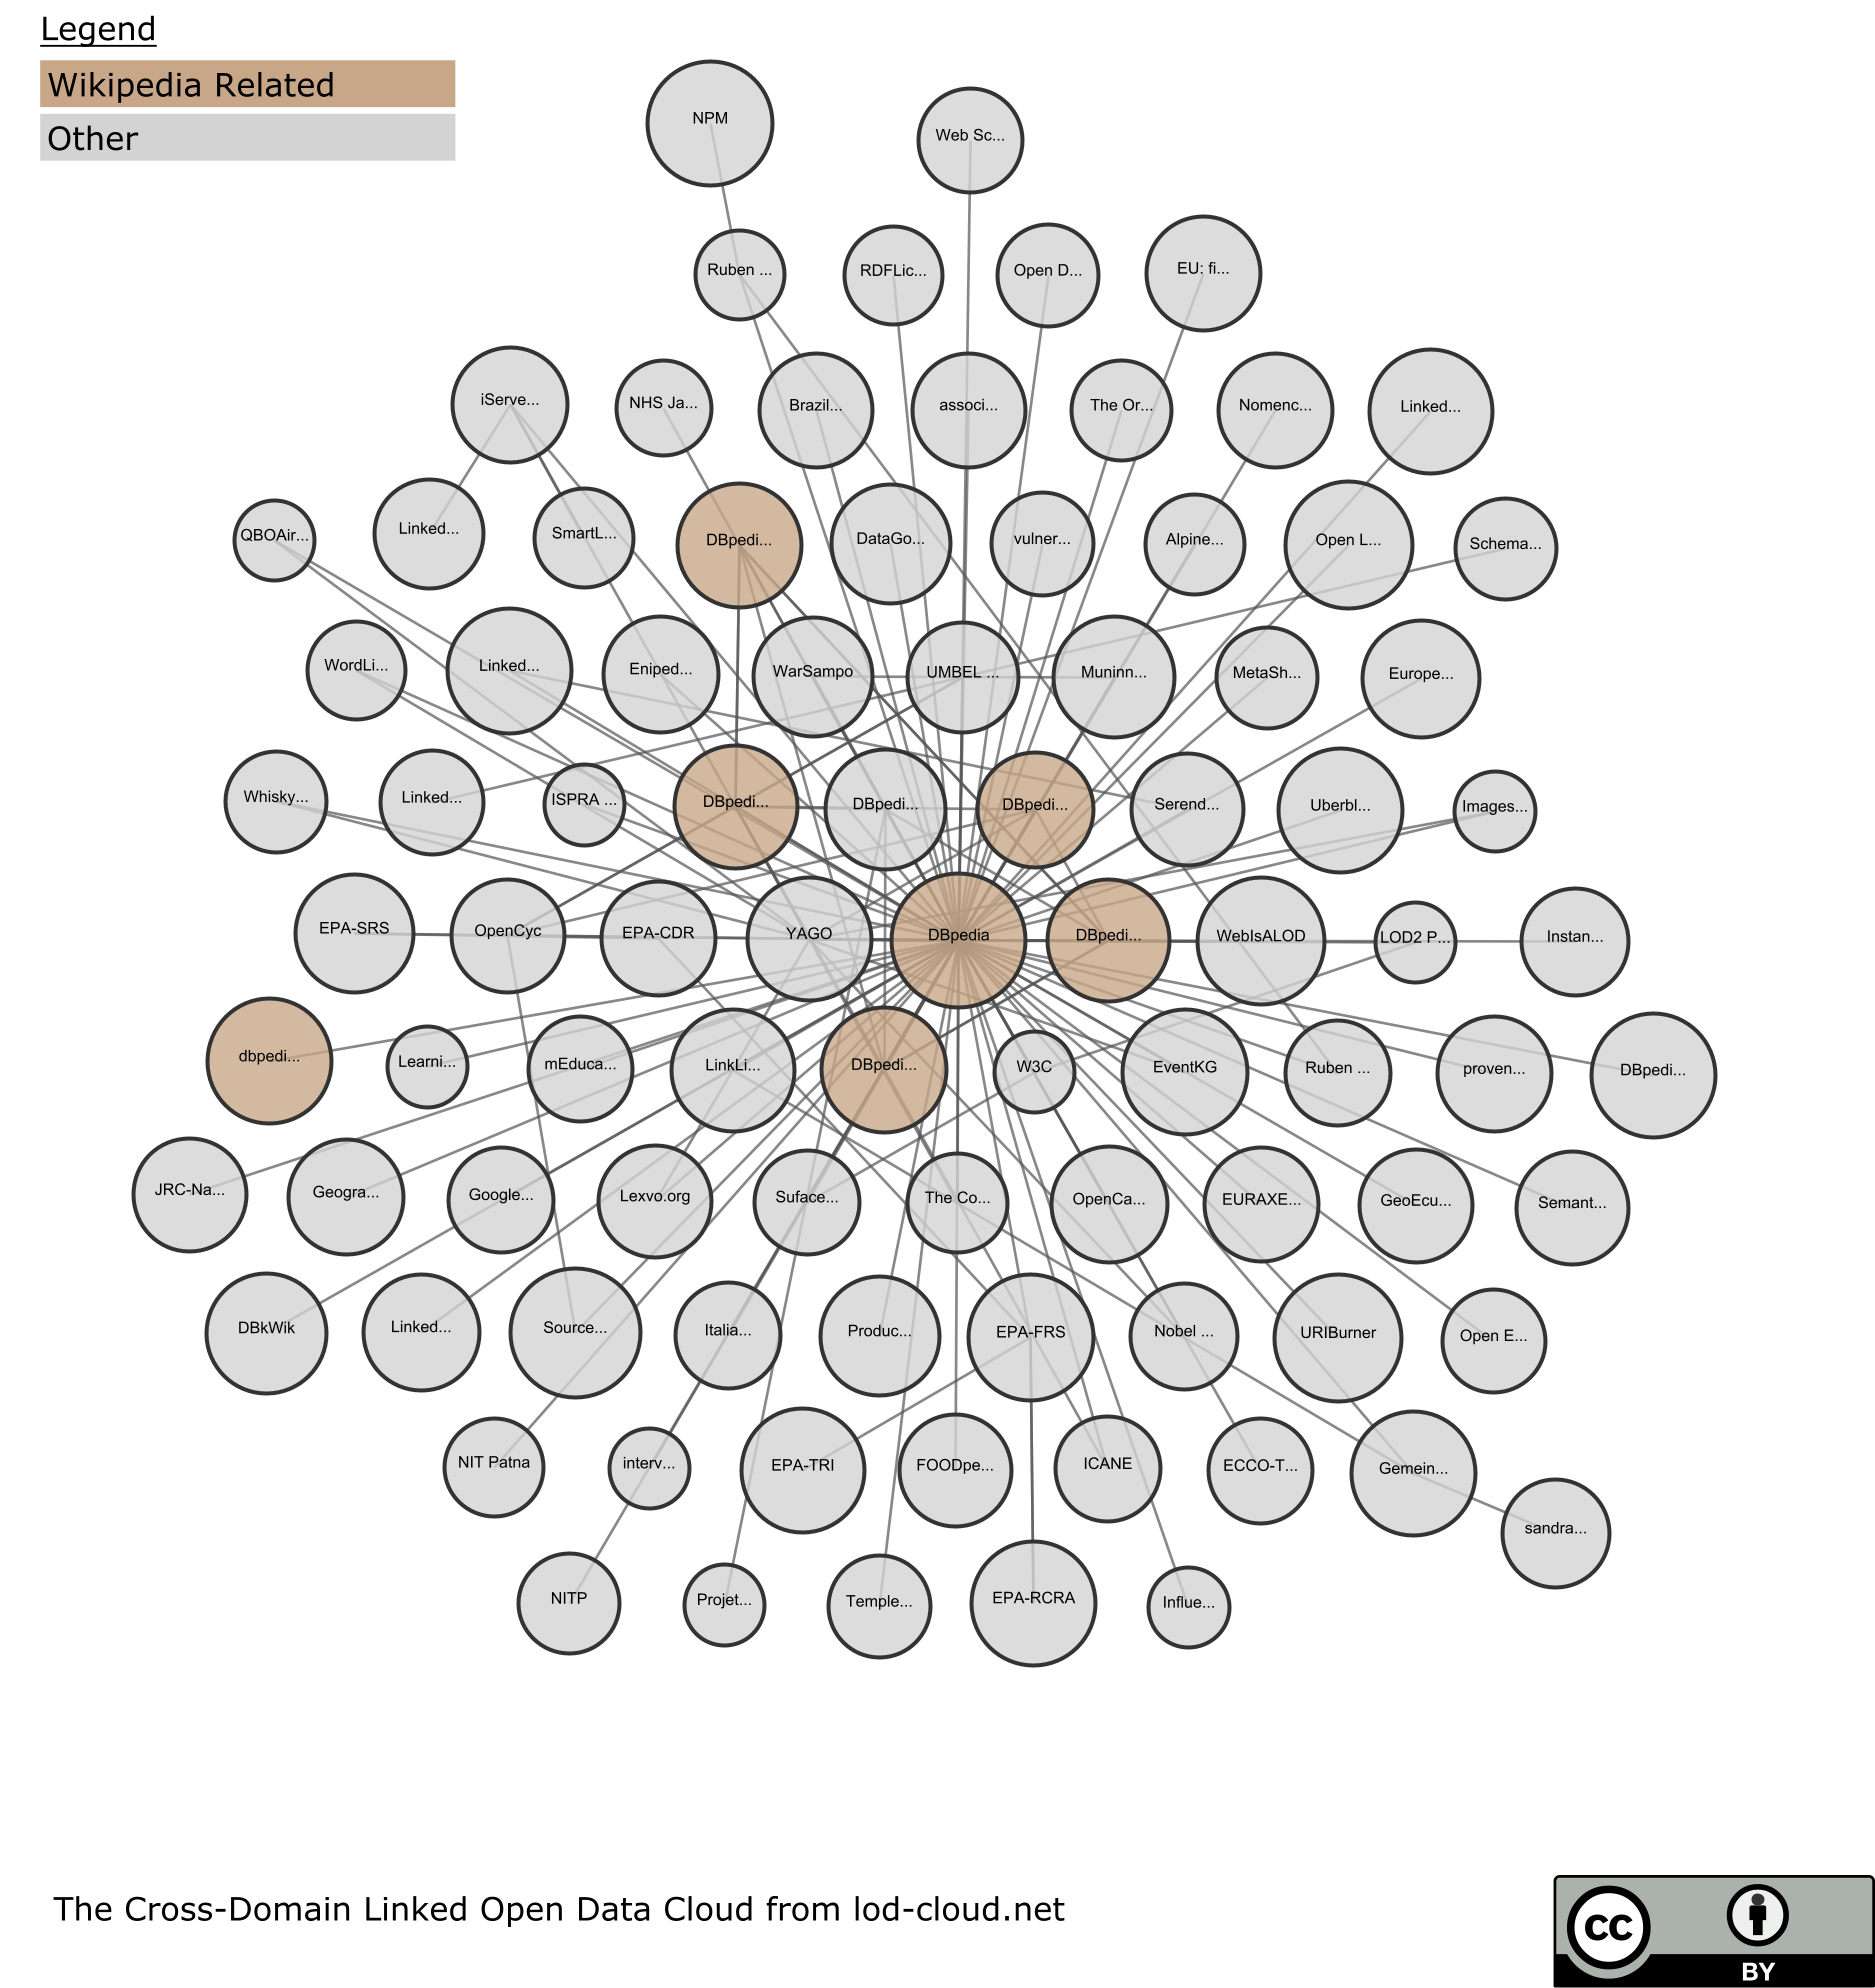 Legend
Wikipedia Related
Other
NPM
Web Sc...
Ruben ...
RDFLic...
Open D...
EU: fi...
iServe...
NHS Ja...
Brazil...
associ...
The Or...
Nomenc...
Linked...
QBOAir...
Linked...
SmartL...
DBpedi...
DataGo...
vulner...
Alpine...
Open L...
Schema...
WordLi...
Linked...
Eniped...
WarSampo
UMBEL ...
Muninn...
MetaSh...
Europe...
Whisky...
Linked...
ISPRA ...
DBpedi...
DBpedi...
DBpedi...
Serend...
Uberbl...
Images...
EPA-SRS
OpenCyc
EPA-CDR
YAGO
DBpedia
DBpedi...
WebIsALOD
LOD2 P...
Instan...
dbpedi...
Learni...
mEduca...
LinkLi...
DBpedi...
W3C
EventKG
Ruben ...
proven...
DBpedi...
JRC-Na...
Geogra...
Google...
Lexvo.org
Suface...
The Co...
OpenCa...
EURAXE...
GeoEcu...
Semant...
DBkWik
Linked...
Source...
Italia...
Produc...
EPA-FRS
Nobel ...
URIBurner
Open E...
NIT Patna
interv...
EPA-TRI
FOODpe...
ICANE
ECCO-T...
Gemein...
sandra...
NITP
Projet...
Temple...
EPA-RCRA
Influe...
The Cross-Domain Linked Open Data Cloud from lod-cloud.net
cc
BY